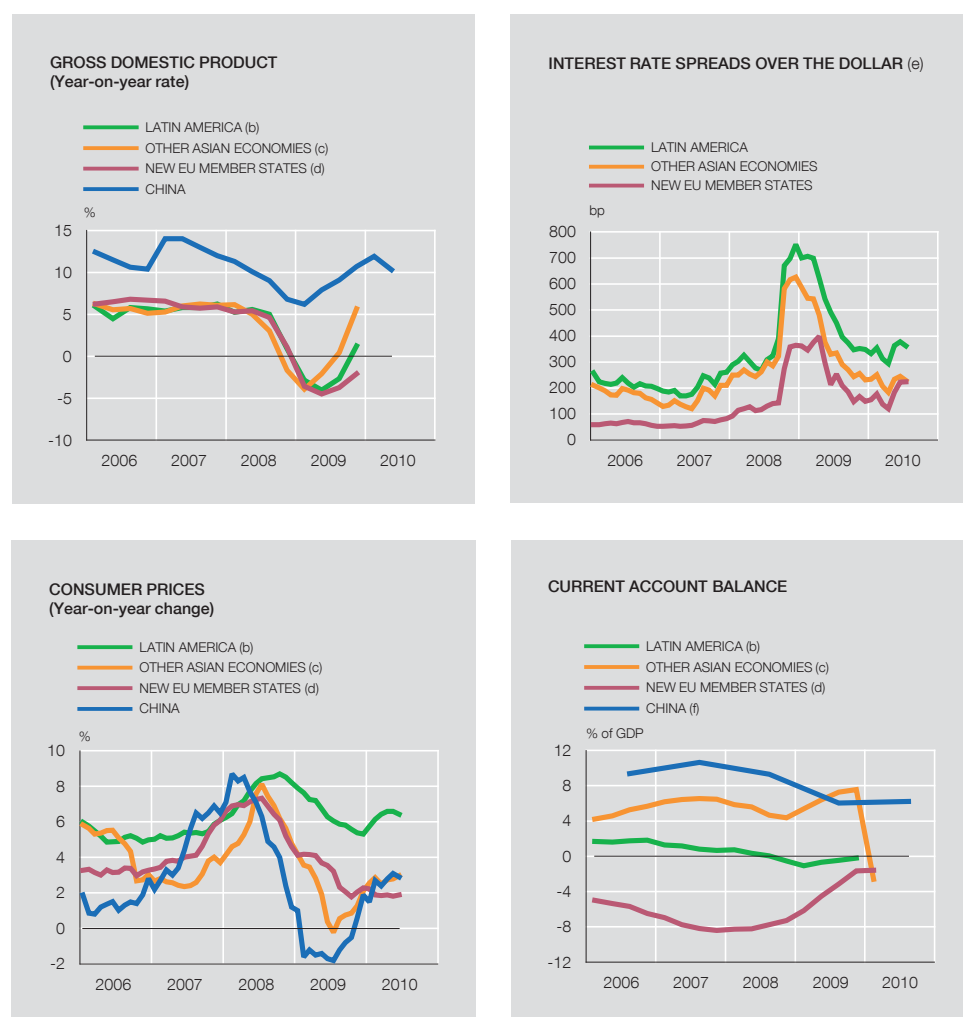 GROSS DOMESTIC PRODUCT
(Year-on-year rate)
LATIN AMERICA (b)
OTHER ASIAN ECONOMIES (c)
NEW EU MEMBER STATES (d)
CHINA
%
15
10
5
0
-5
-10
2006 2007 2008 2009 2010
INTEREST RATE SPREADS OVER THE DOLLAR (e)
LATIN AMERICA
OTHER ASIAN ECONOMIES
NEW EU MEMBER STATES
bp
800
700
600
500
400
300
200
100
0
2006 2007 2008 2009 2010
CONSUMER PRICES
(Year-on-year change)
LATIN AMERICA (b)
OTHER ASIAN ECONOMIES (c)
NEW EU MEMBER STATES (d)
CHINA
%
10
8
6
4
2
0
-2
2006 2007 2008 2009 2010
CURRENT ACCOUNT BALANCE
LATIN AMERICA (b)
OTHER ASIAN ECONOMIES (c)
NEW EU MEMBER STATES (d)
CHINA (f)
% of GDP
12
8
4
0
-4
-8
-12
2006 2007 2008 2009 2010